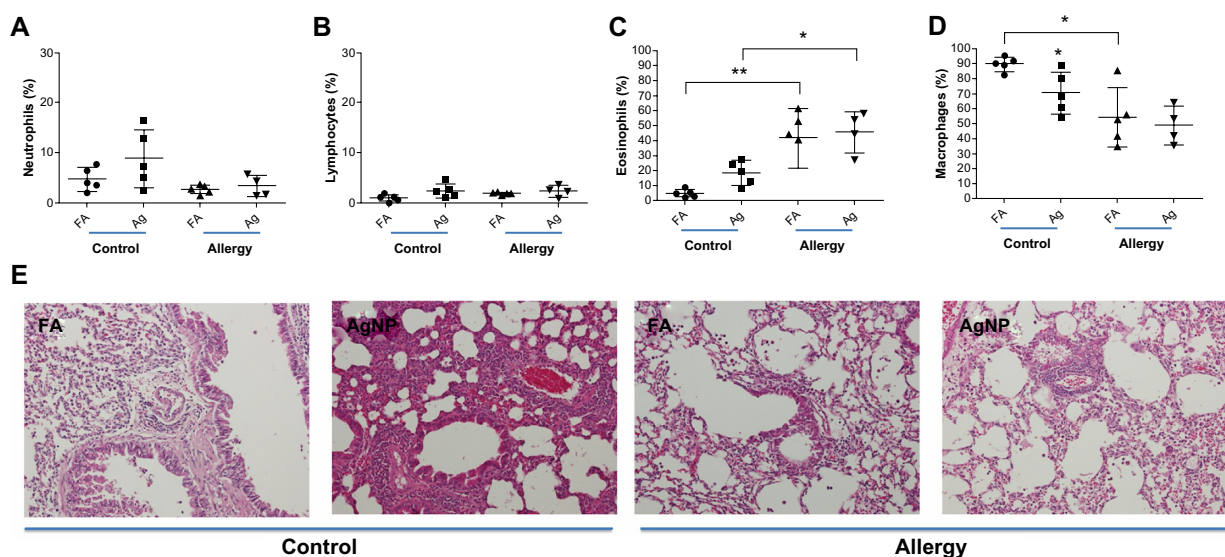 A
Neutrophils (%)
30
20
10
0
FA
Ag
FA
Ag
Control
Allergy
B
Lymphocytes (%)
30
20
10
0
FA
Ag
FA
Ag
Control
Allergy
C
Eosinophils (%)
100
90
80
70
60
50
40
30
20
10
0
**
*
FA
Ag
FA
Ag
Control
Allergy
D
Macrophages (%)
100
90
80
70
60
50
40
30
20
10
0
*
*
FA
Ag
FA
Ag
Control
Allergy
E
FA
AgNP
FA
AgNP
Control
Allergy